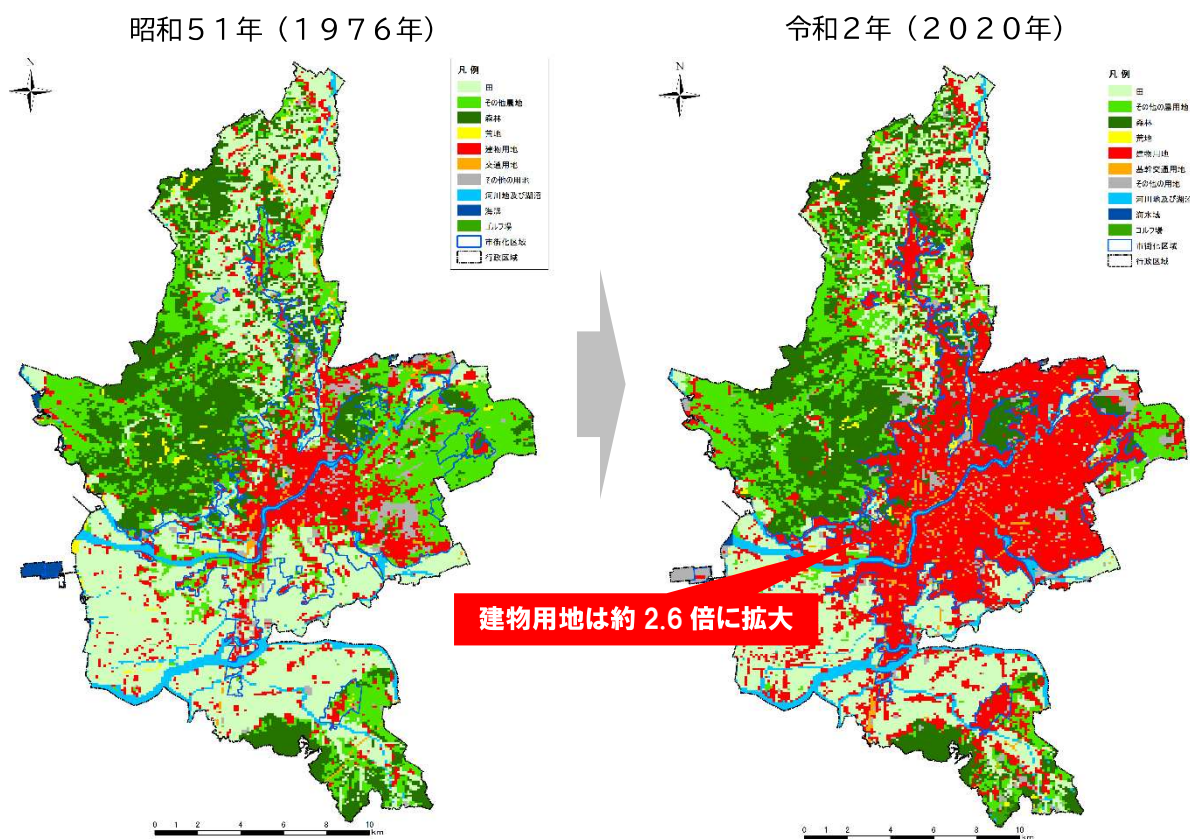 昭和５１年（１９７６年）
令和２年（２０２０年）
N
凡 例
田
その他農地
森林
荒地
建物用地
交通用地
その他の用地
河川地及び湖沼
海浜
ゴルフ場
市街化区域
行政区域
N
凡 例
田
その他の農用地
森林
荒地
建物用地
基幹交通用地
その他の用地
河川地及び湖沼
海水域
ゴルフ場
市街化区域
行政区域
建物用地は約 2.6 倍に拡大
0 1 2 4 6 8 10
km
0 1 2 4 6 8 10
km